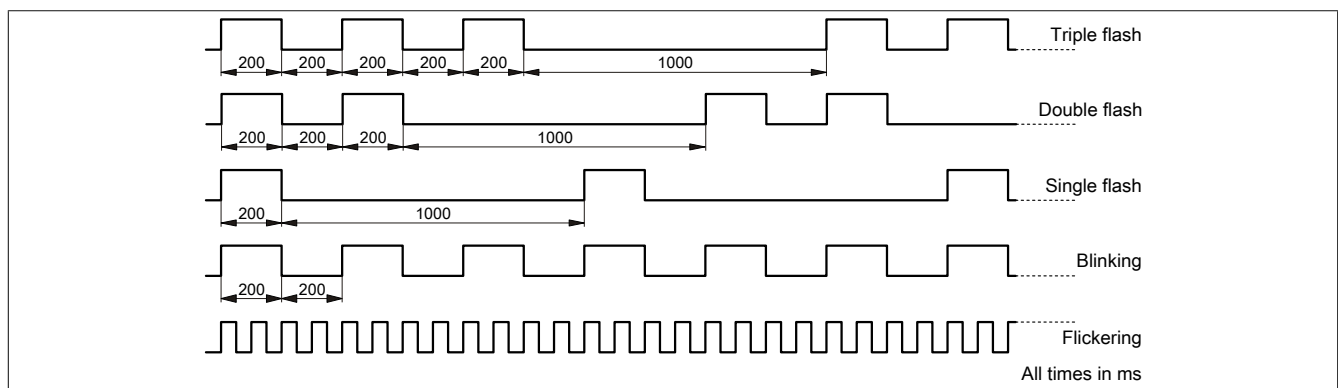 Triple flash
200 200 200 200 200 1000
Double flash
200 200 200 1000
Single flash
200 1000
Blinking
200 200
Flickering
All times in ms